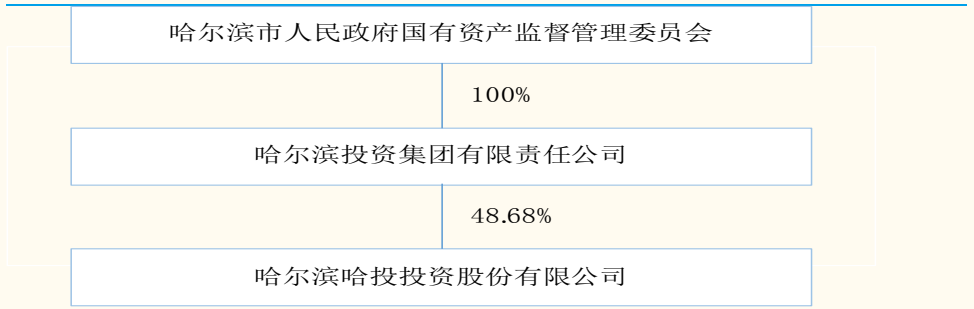 哈尔滨市人民政府国有资产监督管理委员会
100%
哈尔滨投资集团有限责任公司
48.68%
哈尔滨哈投投资股份有限公司